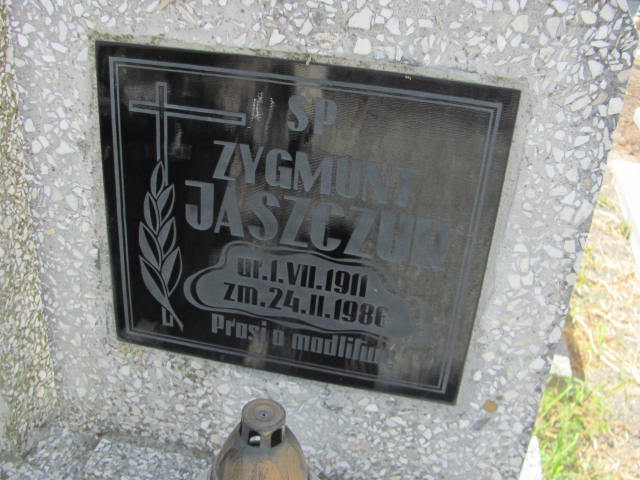 SP
ZYGMUNT
JASZCZUK
ur.1.VII.1911
zm.24.II.1986
Prosi o modlitwę